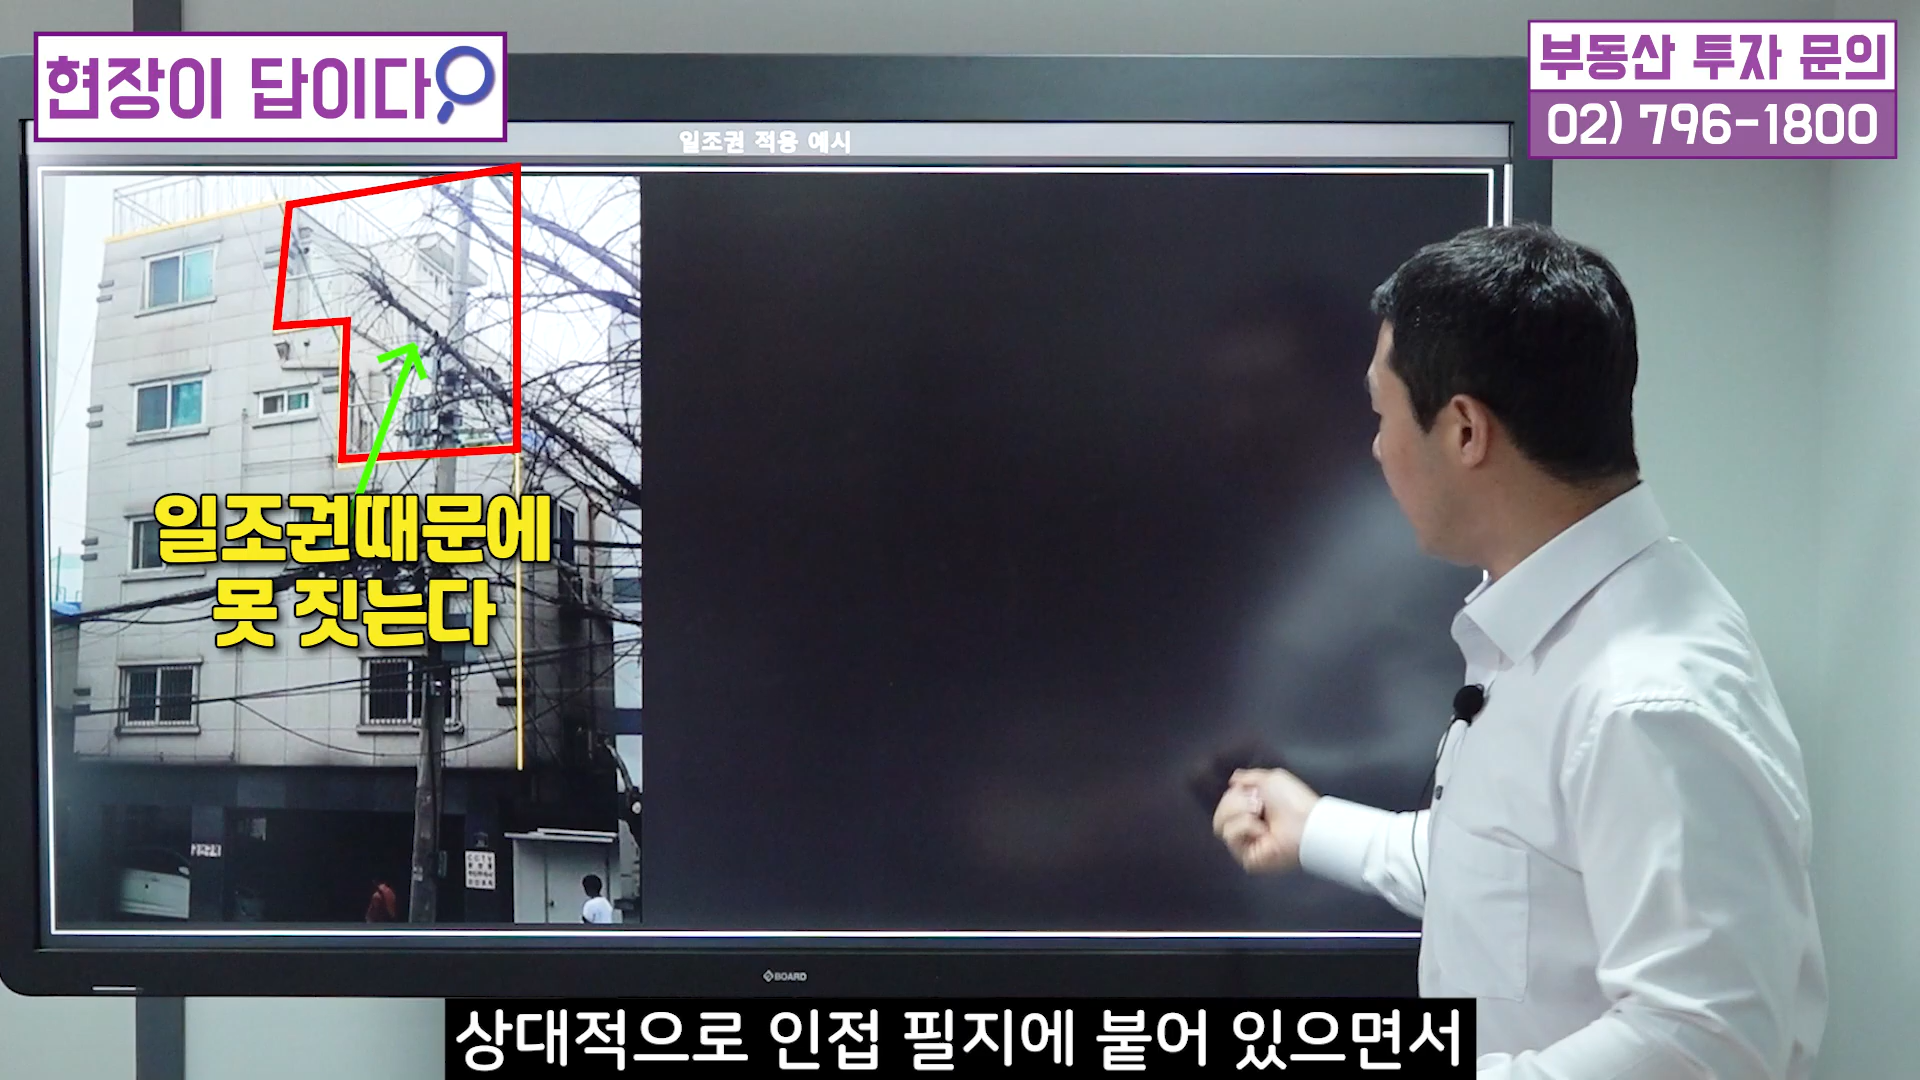 현장이 답이다
부동산 투자 문의
02) 796-1800
일조권 적용 예시
일조권때문에
못 짓는다
CCTV
BOARD
상대적으로 인접 필지에 붙어 있으면서